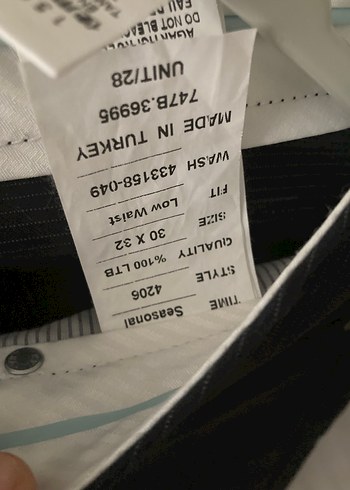 TIME Seasonal
STYLE 4206
QUALITY %100 LTB
SIZE 30 X 32
FIT Low Waist
WASH 433158-049
MADE IN TURKEY
747B.36995
UNIT/28
DO NOT